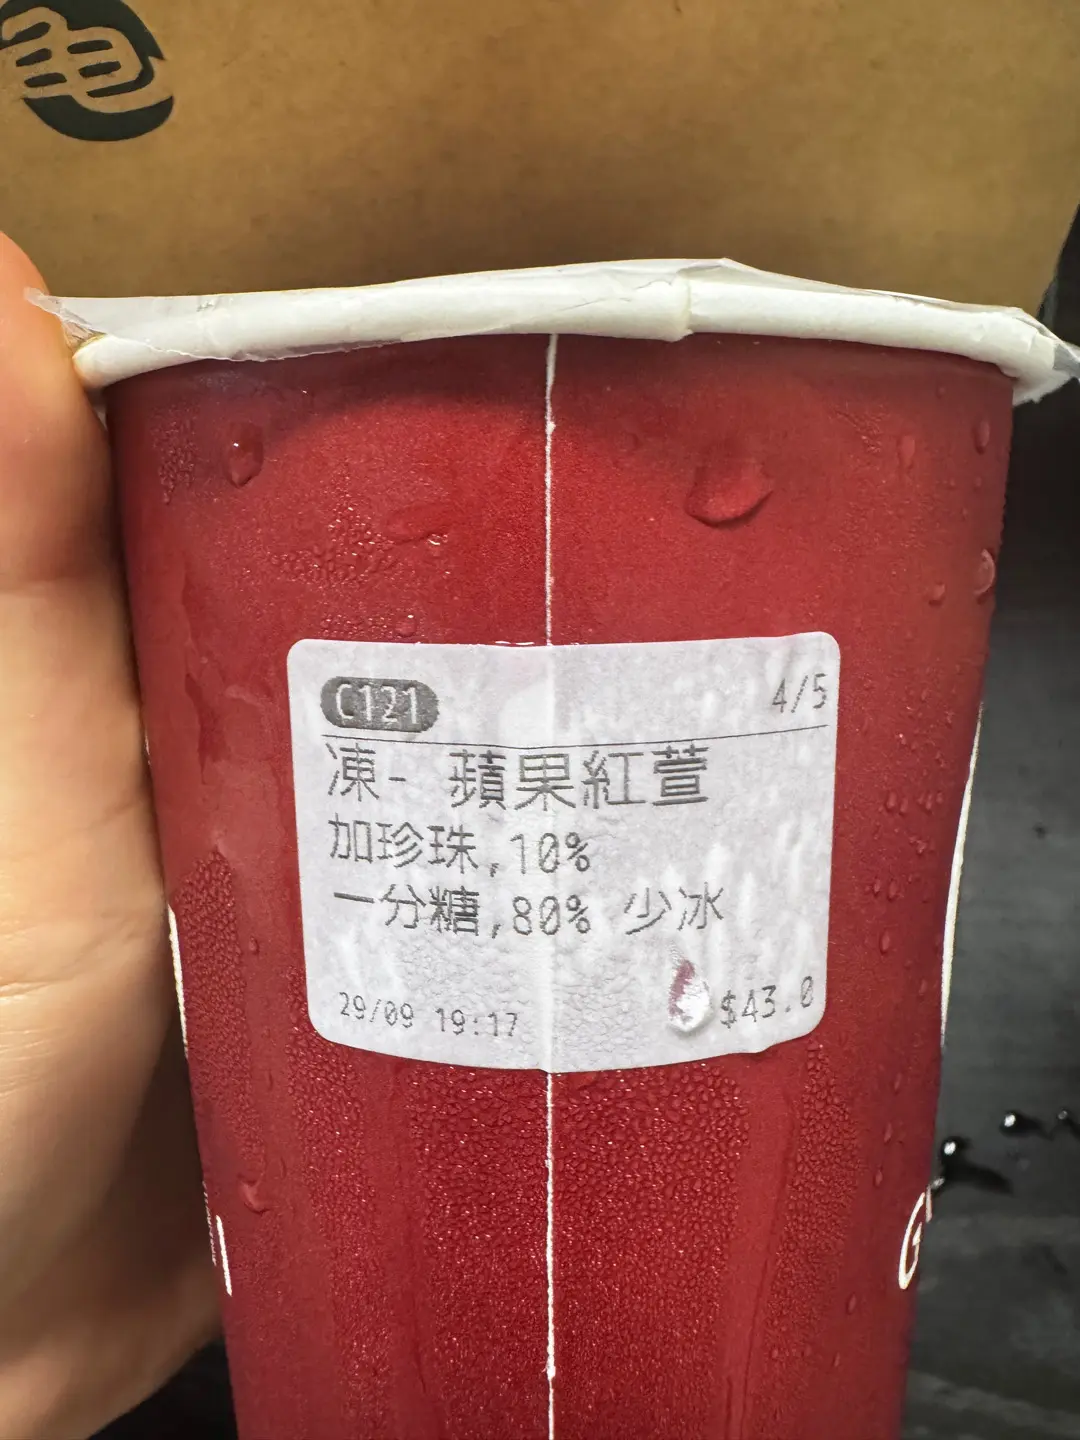 C121 4/5
凍- 蘋果紅萱
加珍珠,10%
一分糖,80% 少冰
29/09 19:17 $43.0